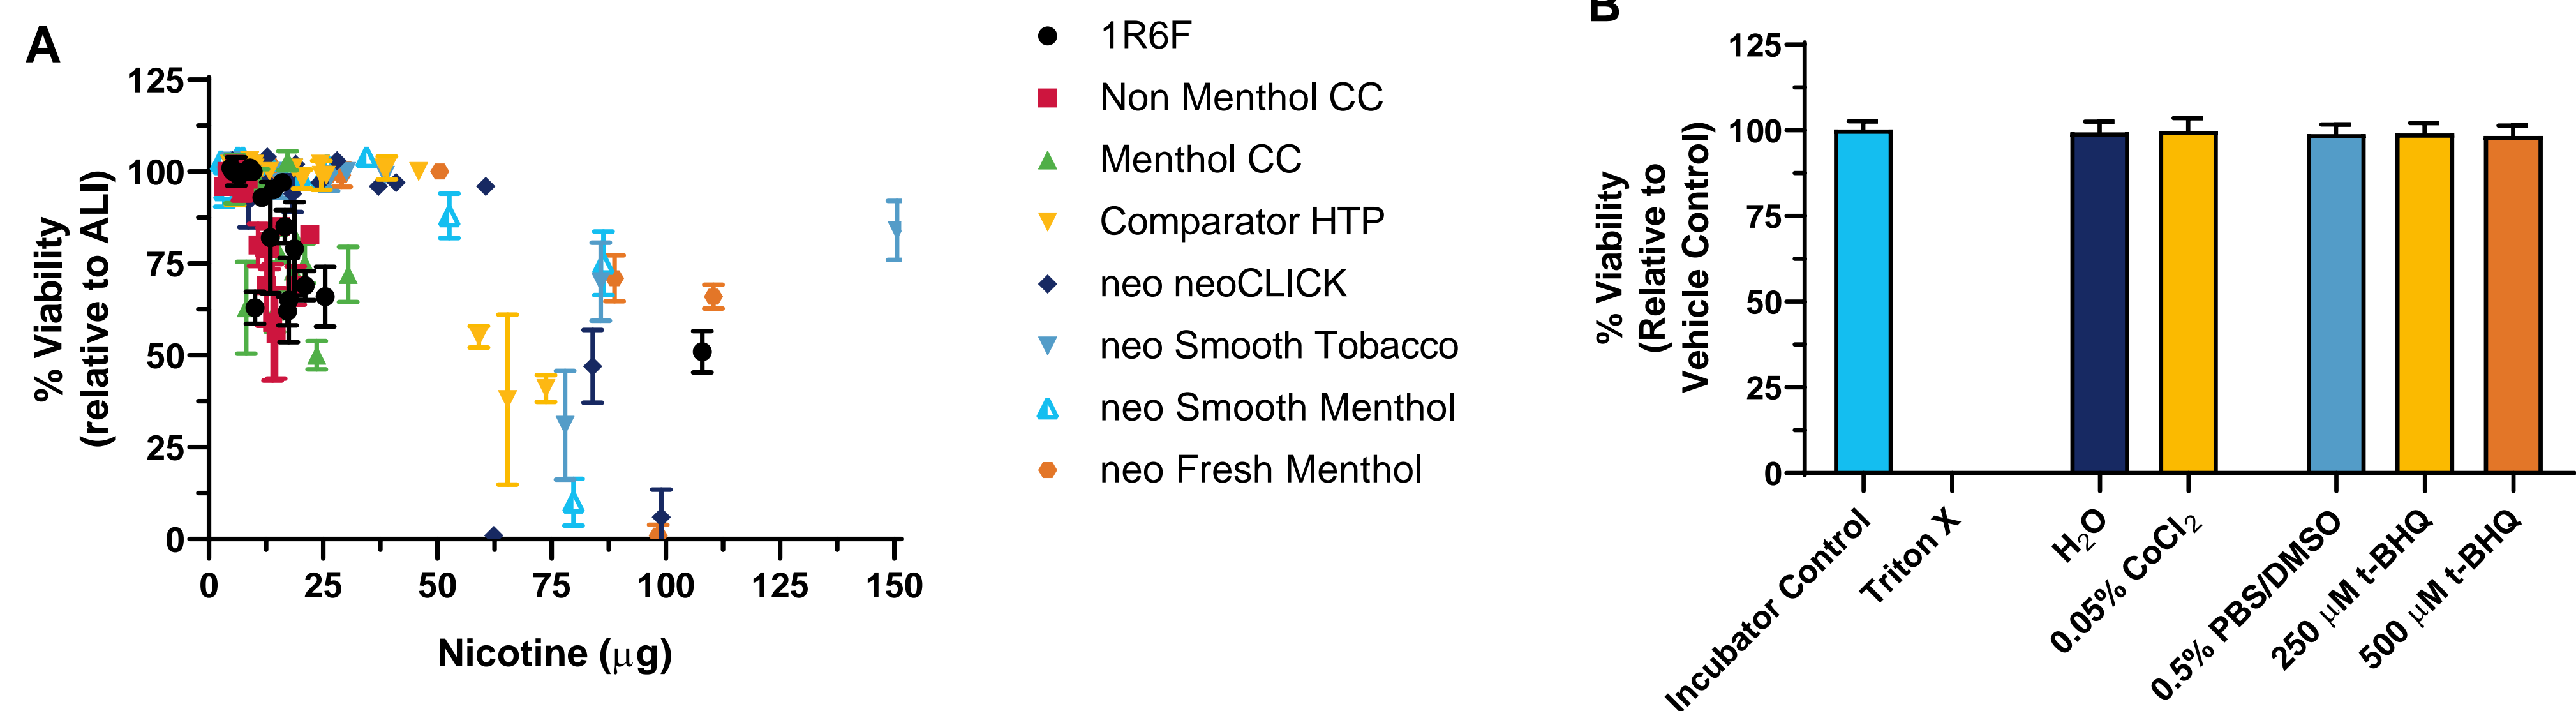 A
% Viability
(relative to ALI)
125
100
75
50
25
0
0 25 50 75 100 125 150
Nicotine (μg)
1R6F
Non Menthol CC
Menthol CC
Comparator HTP
neo neoCLICK
neo Smooth Tobacco
neo Smooth Menthol
neo Fresh Menthol
B
% Viability
(Relative to
Vehicle Control)
125
100
75
50
25
0
Incubator Control
Triton X
H₂O
0.05% CoCl₂
0.5% PBS/DMSO
250 μM t-BHQ
500 μM t-BHQ